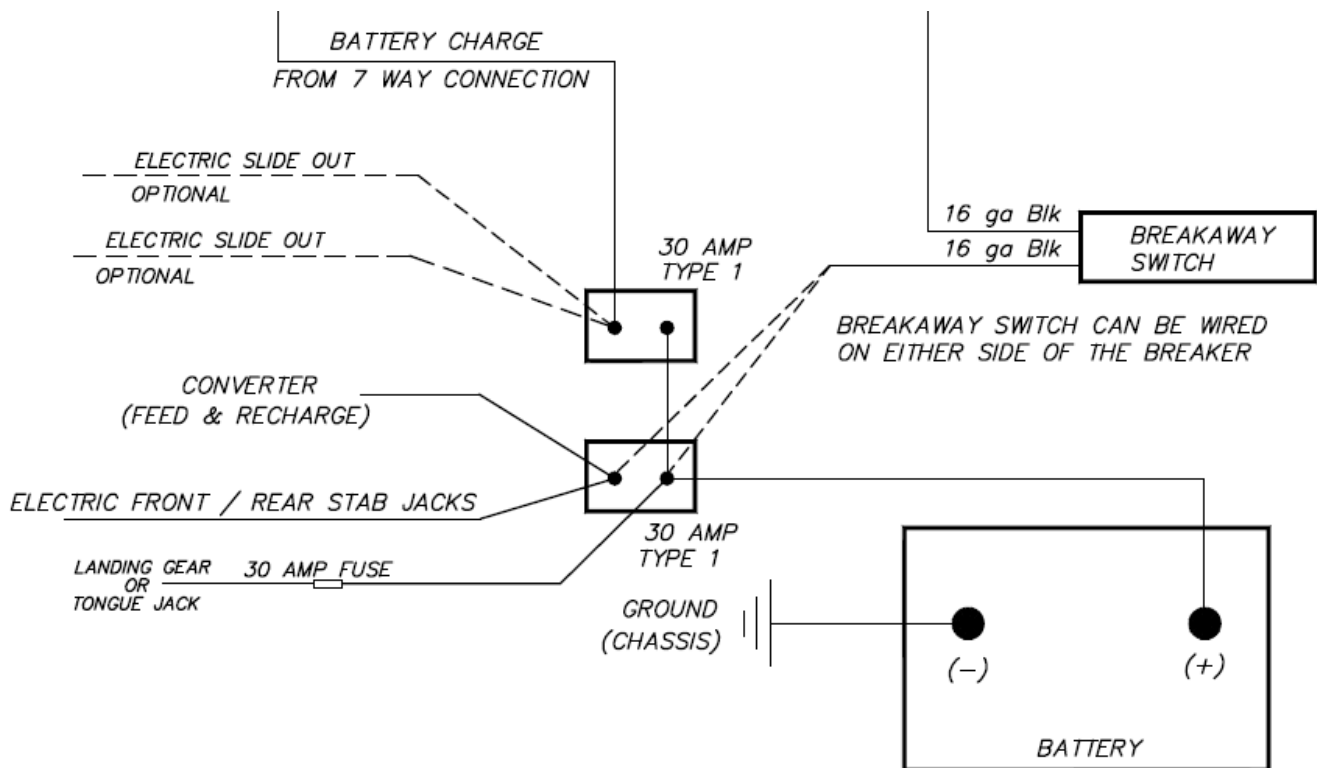 BATTERY CHARGE
FROM 7 WAY CONNECTION
ELECTRIC SLIDE OUT
OPTIONAL
ELECTRIC SLIDE OUT
OPTIONAL
30 AMP
TYPE 1
16 ga Blk
16 ga Blk
BREAKAWAY
SWITCH
BREAKAWAY SWITCH CAN BE WIRED
ON EITHER SIDE OF THE BREAKER
CONVERTER
(FEED & RECHARGE)
ELECTRIC FRONT / REAR STAB JACKS
30 AMP
TYPE 1
LANDING GEAR
OR
TONGUE JACK
30 AMP FUSE
GROUND
(CHASSIS)
(-)
(+)
BATTERY